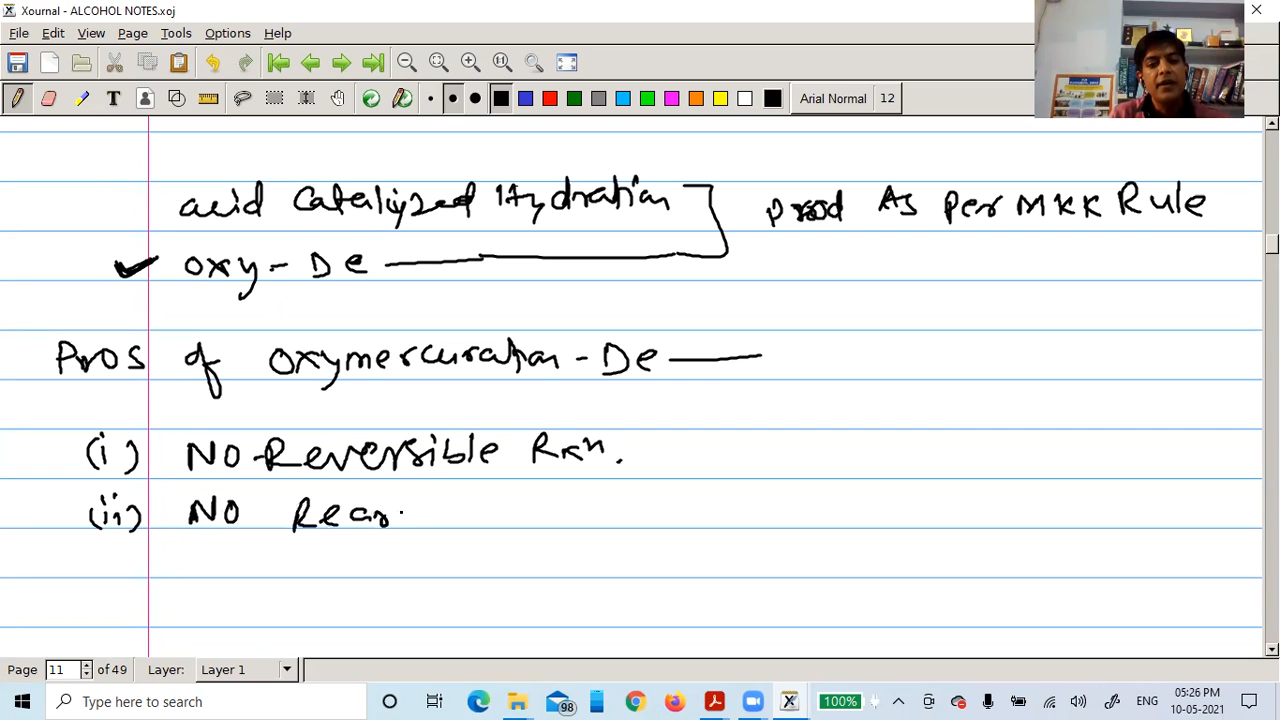 Xournal - ALCOHOL NOTES.xoj
File Edit View Page Tools Options Help
Arial Normal 12
acid Catalyzed Hydration
prod As Per MKK Rule
oxy- De
Pros of oxymercuration - De
(i) NO Reversible Rxn.
(ii) NO Rear
Page 11 of 49 Layer: Layer 1
Type here to search
98
100%
ENG
05:26 PM
10-05-2021